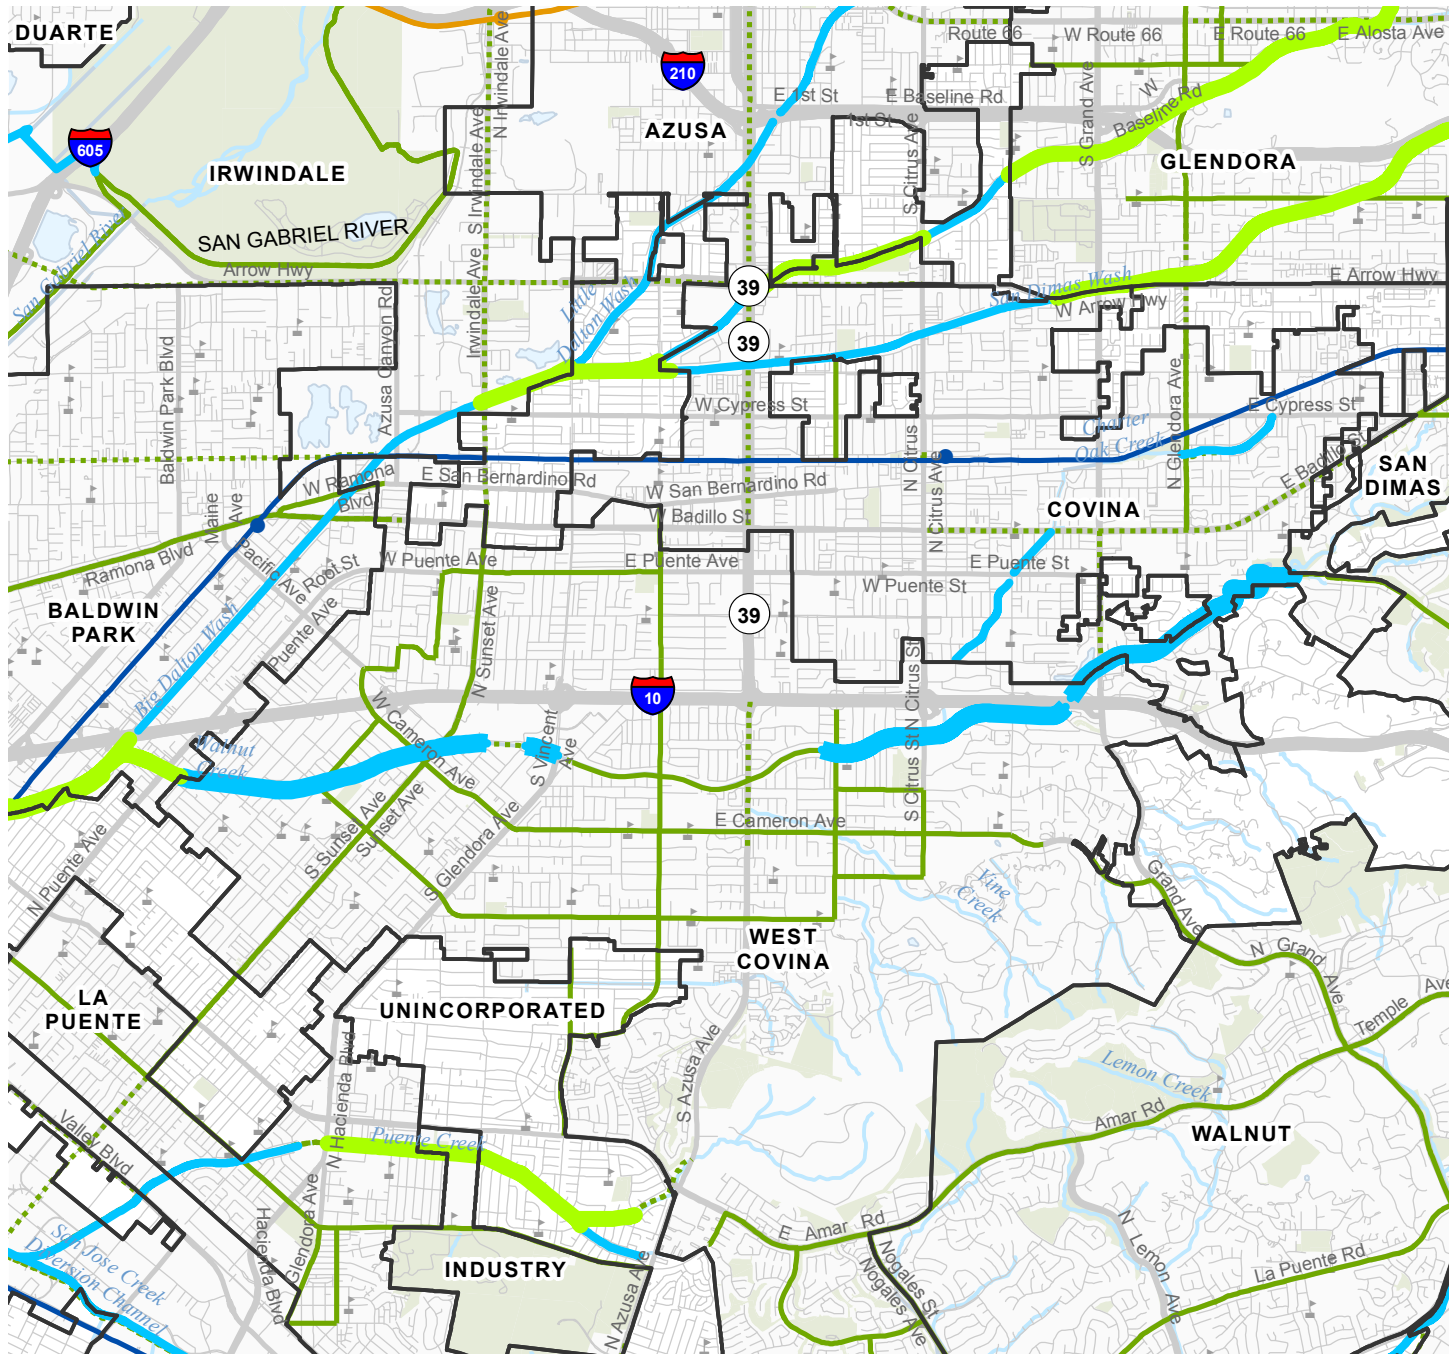 DUARTE
N Irwindale Ave
210
Route 66
W Route 66
E Route 66
E Alosta Ave
E 1st St
E Baseline Rd
W
Baseline Rd
1st St
AZUSA
605
IRWINDALE
S Irwindale Ave
S Citrus Ave
S Grand Ave
GLENDORA
San Gabriel River
SAN GABRIEL RIVER
Arrow Hwy
39
San Dimas Wash
E Arrow Hwy
W Arrow Hwy
Little
Dalton Wash
Irwindale Ave
Azusa Canyon Rd
Baldwin Park Blvd
39
N Glendora Ave
W Cypress St
E Cypress St
Charter
Oak Creek
N Citrus
N Citrus Ave
E Badillo St
SAN
DIMAS
W Ramona
Blvd
E San Bernardino Rd
W San Bernardino Rd
W Badillo St
COVINA
Maine
Ave
Ramona Blvd
Pacific Ave
Root St
W Puente Ave
E Puente Ave
E Puente St
W Puente St
BALDWIN
PARK
Big Dalton Wash
Puente Ave
N Sunset Ave
39
N Citrus St
10
Walnut
Creek
W Cameron Ave
S Vincent
Ave
S Citrus St
S Sunset Ave
Sunset Ave
S Glendora Ave
E Cameron Ave
N Puente Ave
Vine
Creek
Grand Ave
WEST
COVINA
N Grand
Ave
Temple Ave
LA
PUENTE
UNINCORPORATED
N Hacienda Blvd
S Azusa Ave
Lemon Creek
Amar Rd
WALNUT
Valley Blvd
Puente Creek
San Jose Creek
Diversion Channel
Hacienda Blvd
Glendora Ave
E Amar Rd
Nogales St
Nogales Ave
N Lemon Ave
La Puente Rd
INDUSTRY
N Azusa Ave